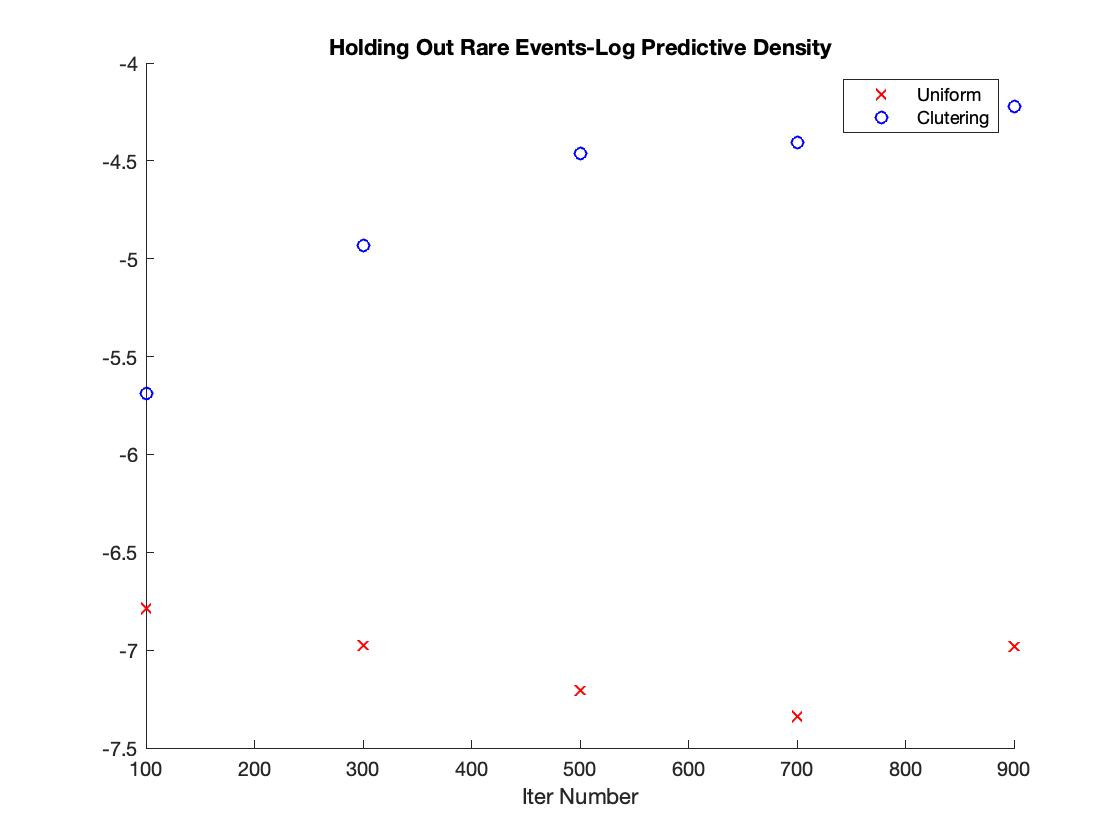 Holding Out Rare Events-Log Predictive Density
Uniform
Clutering
-4
-4.5
-5
-5.5
-6
-6.5
-7
-7.5
100 200 300 400 500 600 700 800 900
Iter Number